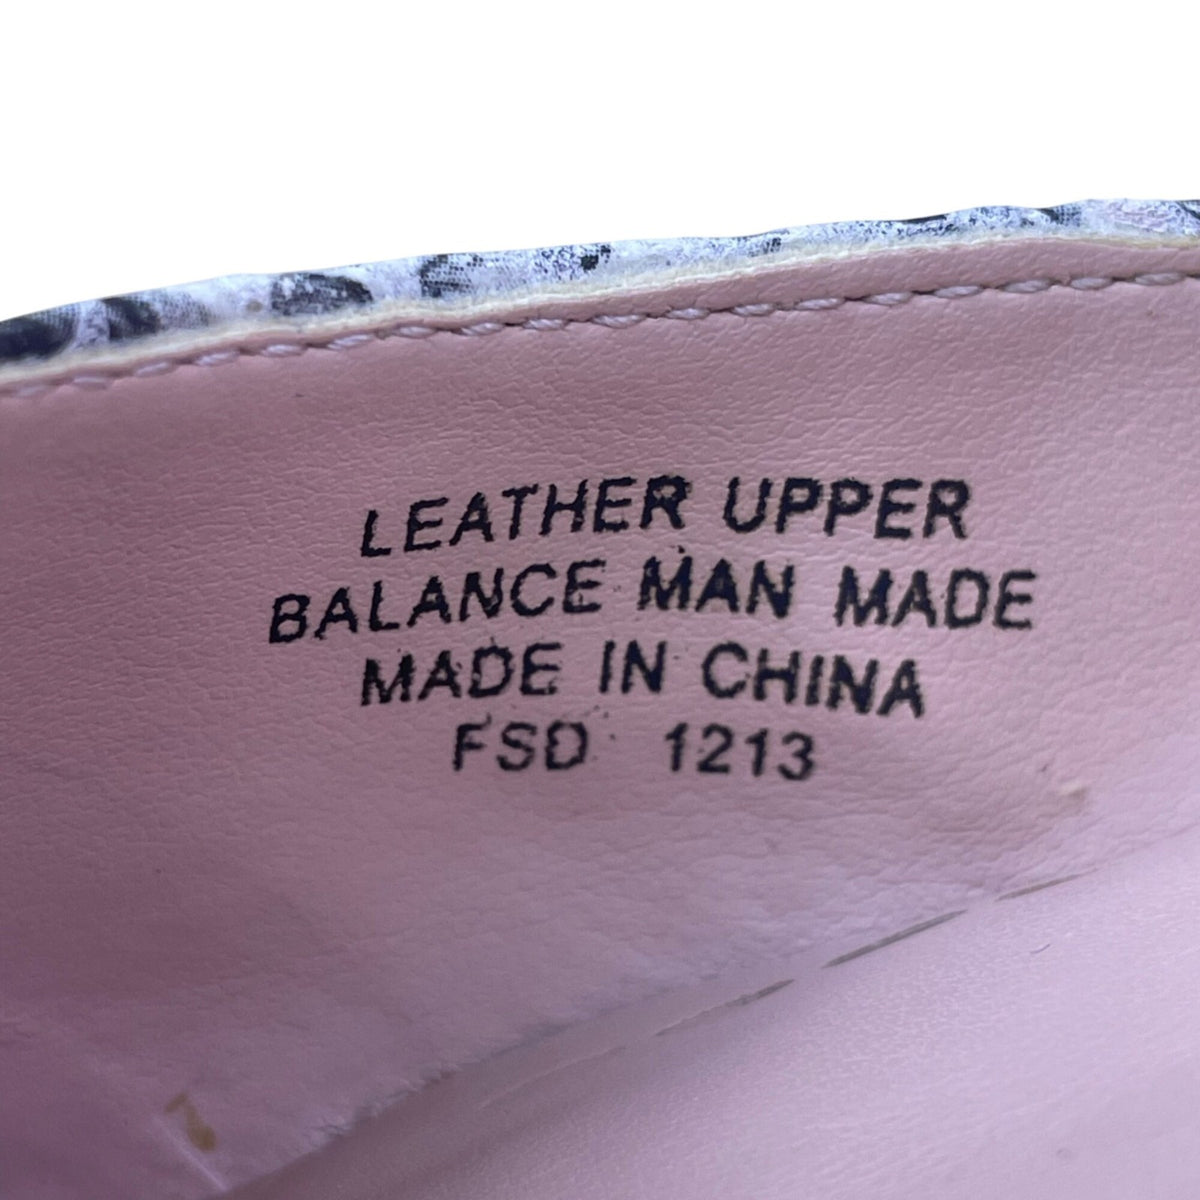 LEATHER UPPER
BALANCE MAN MADE
MADE IN CHINA
FSD 1213